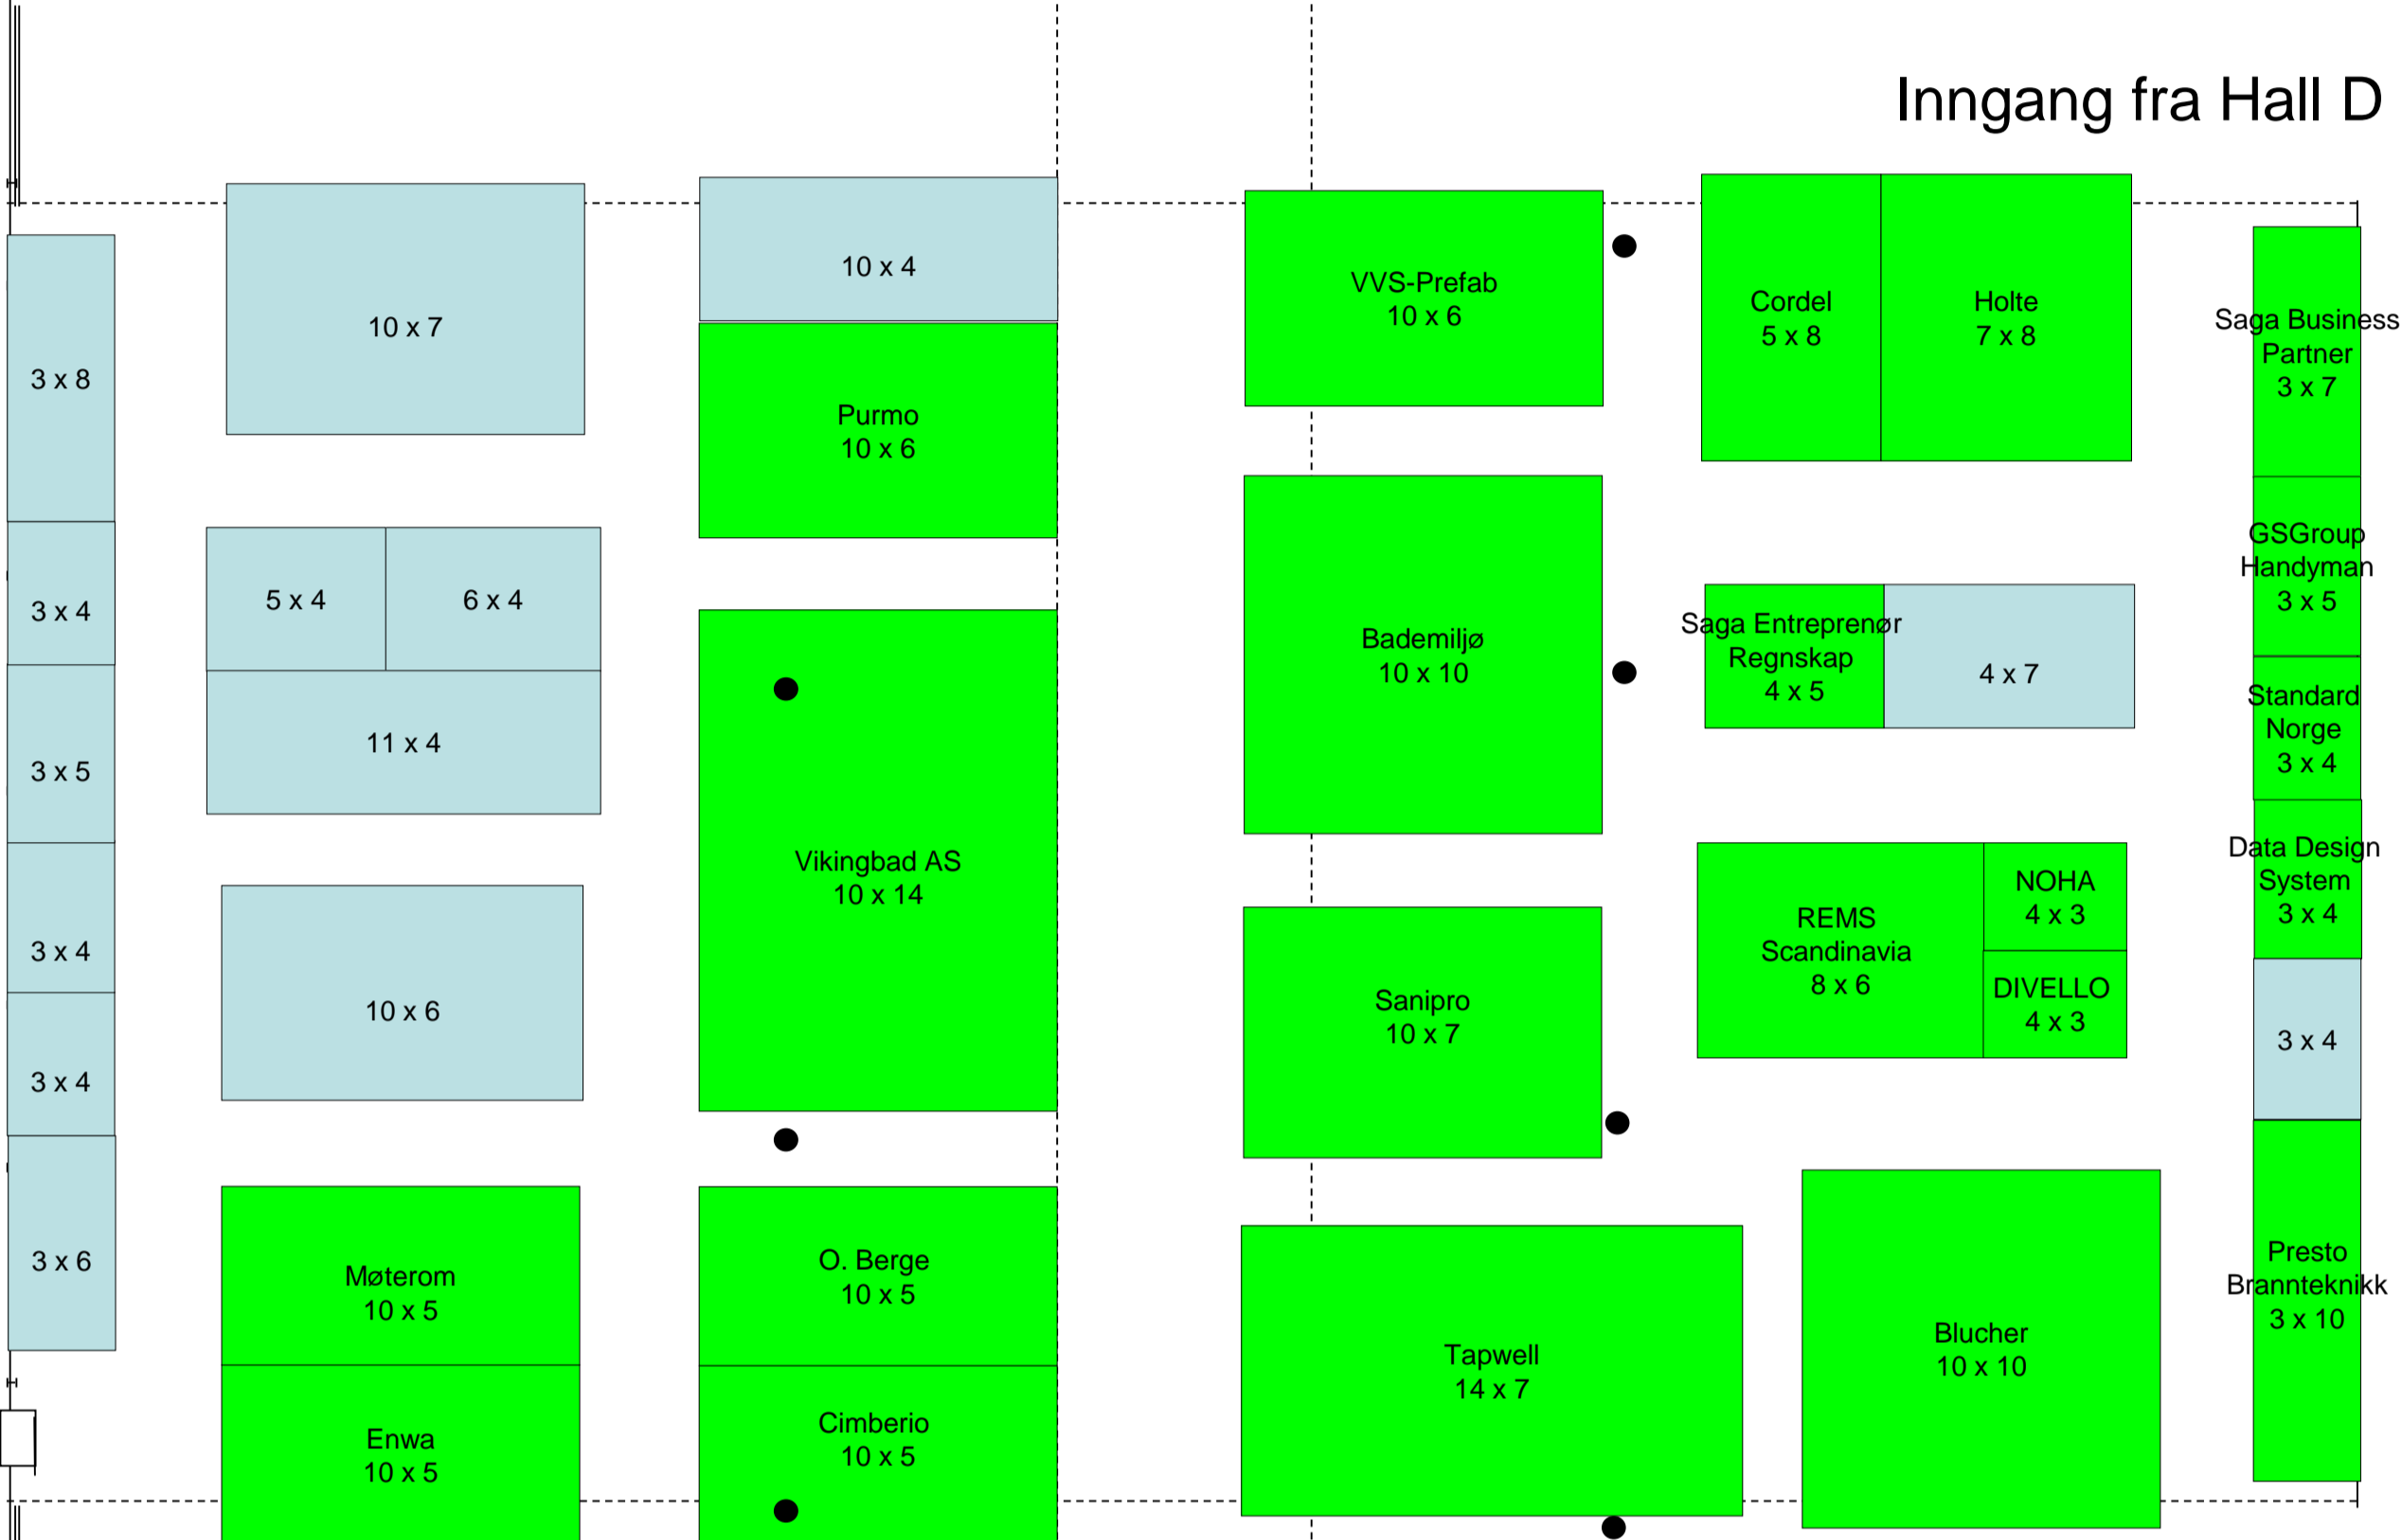 Inngang fra Hall D
3 x 8
3 x 4
3 x 5
3 x 4
3 x 4
3 x 6
10 x 7
5 x 4
6 x 4
11 x 4
10 x 6
Møterom
10 x 5
Enwa
10 x 5
10 x 4
Purmo
10 x 6
Vikingbad AS
10 x 14
O. Berge
10 x 5
Cimberio
10 x 5
VVS-Prefab
10 x 6
Bademiljø
10 x 10
Sanipro
10 x 7
Tapwell
14 x 7
Cordel
5 x 8
Holte
7 x 8
Saga Entreprenør
Regnskap
4 x 5
4 x 7
REMS
Scandinavia
8 x 6
NOHA
4 x 3
DIVELLO
4 x 3
Blucher
10 x 10
Saga Business
Partner
3 x 7
GSGroup
Handyman
3 x 5
Standard
Norge
3 x 4
Data Design
System
3 x 4
3 x 4
Presto
Brannteknikk
3 x 10